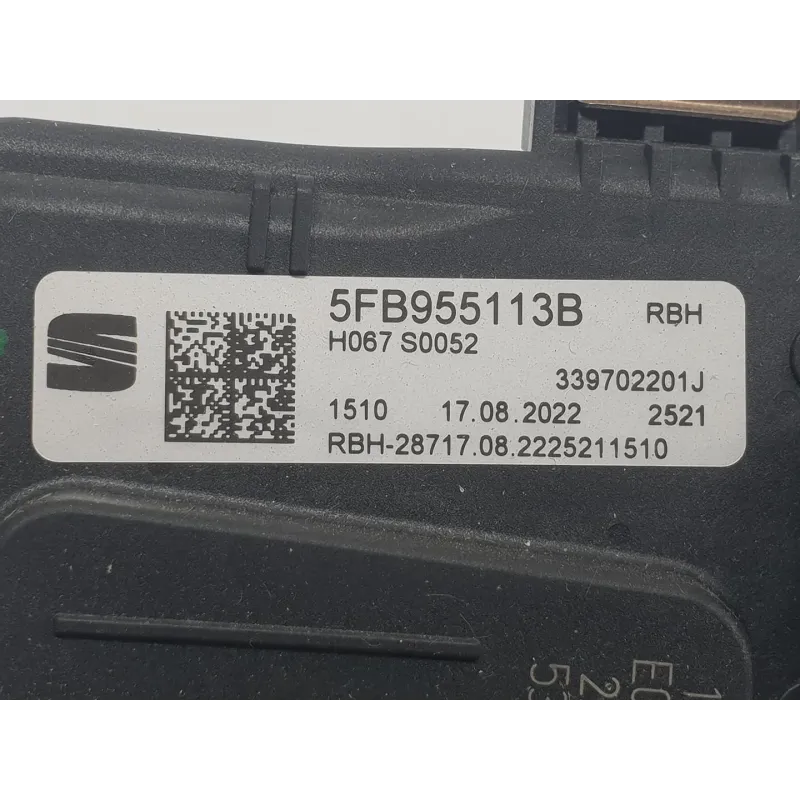 5FB955113B RBH
H067 S0052
339702201J
1510 17.08.2022 2521
RBH-28717.08.2225211510